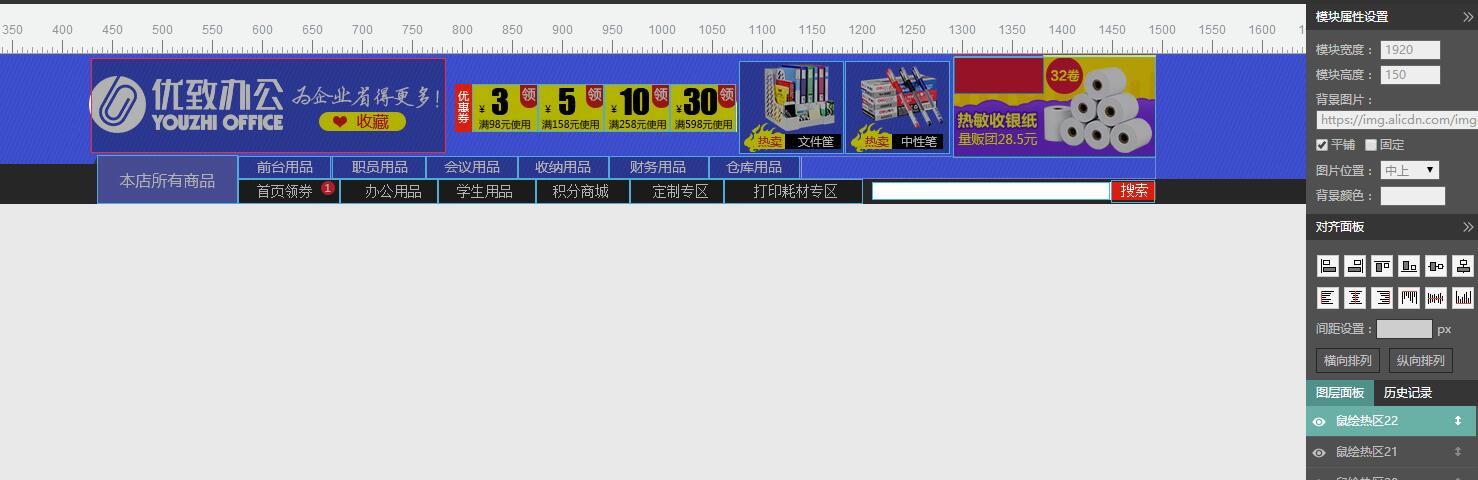 350 400 450 500 550 600 650 700 750 800 850 900 950 1000 1050 1100 1150 1200 1250 1300 1350 1400 1450 1500 1550 1600
优致办公
YOUZHI OFFICE
为企业省得更多!
收藏
优惠券
¥ 3 领
满98元使用
¥ 5 领
满158元使用
¥ 10 领
满258元使用
¥ 30 领
满598元使用
热卖 文件筐
热卖 中性笔
32卷
热敏收银纸
量贩团28.5元
本店所有商品
前台用品 职员用品 会议用品 收纳用品 财务用品 仓库用品
首页领券 1 办公用品 学生用品 积分商城 定制专区 打印耗材专区
搜索
模块属性设置
模块宽度： 1920
模块高度： 150
背景图片：
https://img.alicdn.com/img
平铺 固定
图片位置： 中上
背景颜色：
对齐面板
间距设置： px
横向排列 纵向排列
图层面板 历史记录
鼠绘热区22
鼠绘热区21